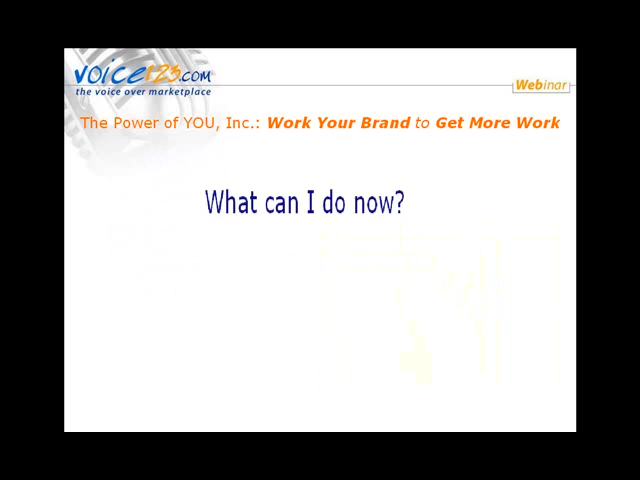 voice123.com
the voice over marketplace
Webinar
The Power of YOU, Inc.: Work Your Brand to Get More Work
What can I do now?